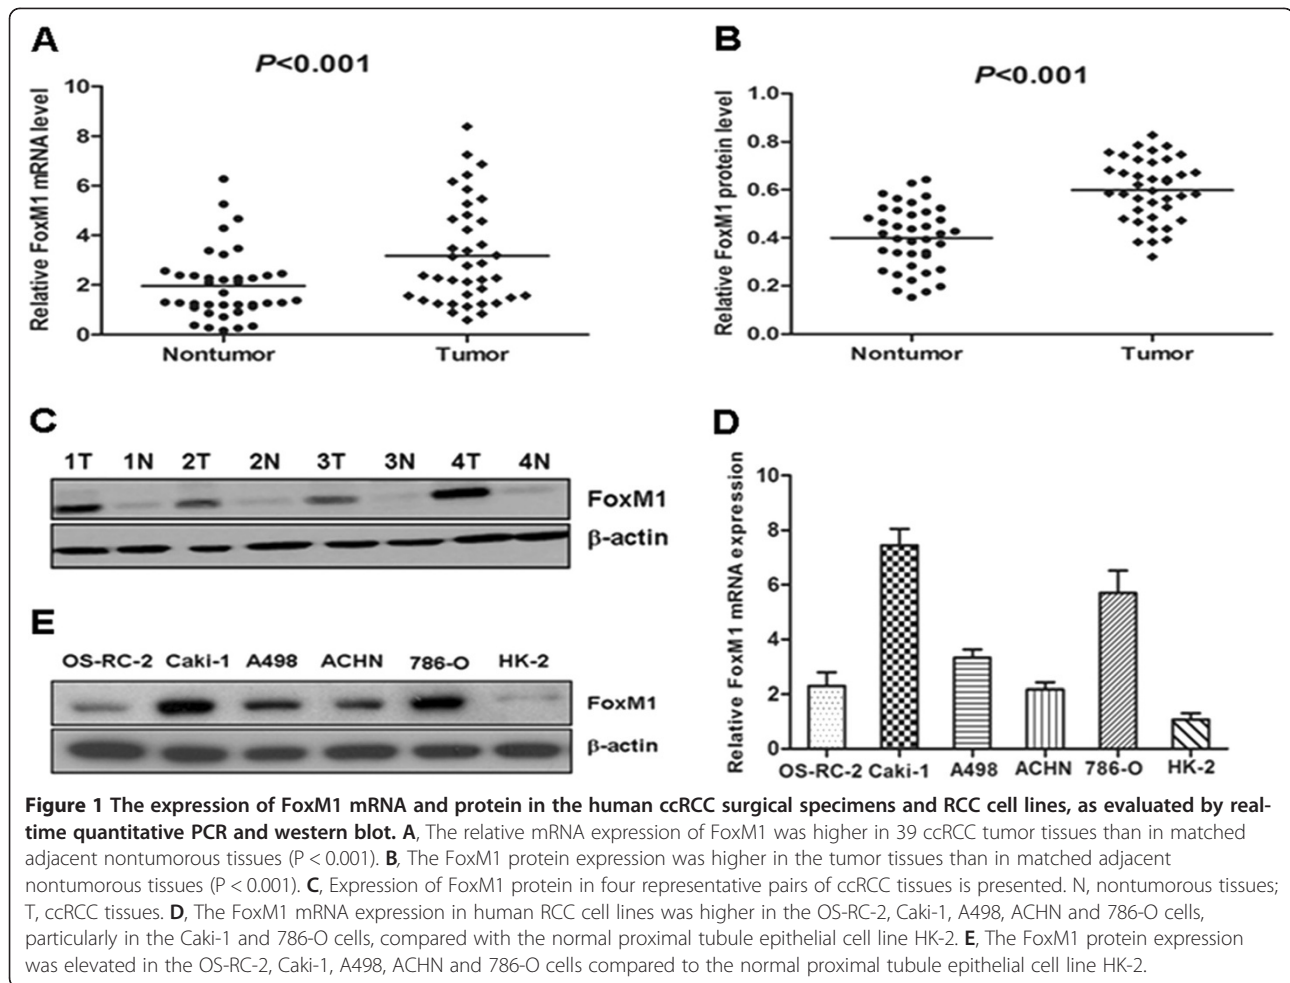 A
P<0.001
Relative FoxM1 mRNA level
10
8
6
4
2
0
Nontumor Tumor
B
P<0.001
Relative FoxM1 protein level
1.0
0.8
0.6
0.4
0.2
0.0
Nontumor Tumor
C
1T 1N 2T 2N 3T 3N 4T 4N
FoxM1
β-actin
D
Relative FoxM1 mRNA expression
10
8
6
4
2
0
OS-RC-2 Caki-1 A498 ACHN 786-O HK-2
E
OS-RC-2 Caki-1 A498 ACHN 786-O HK-2
FoxM1
β-actin
Figure 1 The expression of FoxM1 mRNA and protein in the human ccRCC surgical specimens and RCC cell lines, as evaluated by real-
time quantitative PCR and western blot. A, The relative mRNA expression of FoxM1 was higher in 39 ccRCC tumor tissues than in matched
adjacent nontumorous tissues (P < 0.001). B, The FoxM1 protein expression was higher in the tumor tissues than in matched adjacent
nontumorous tissues (P < 0.001). C, Expression of FoxM1 protein in four representative pairs of ccRCC tissues is presented. N, nontumorous tissues;
T, ccRCC tissues. D, The FoxM1 mRNA expression in human RCC cell lines was higher in the OS-RC-2, Caki-1, A498, ACHN and 786-O cells,
particularly in the Caki-1 and 786-O cells, compared with the normal proximal tubule epithelial cell line HK-2. E, The FoxM1 protein expression
was elevated in the OS-RC-2, Caki-1, A498, ACHN and 786-O cells compared to the normal proximal tubule epithelial cell line HK-2.